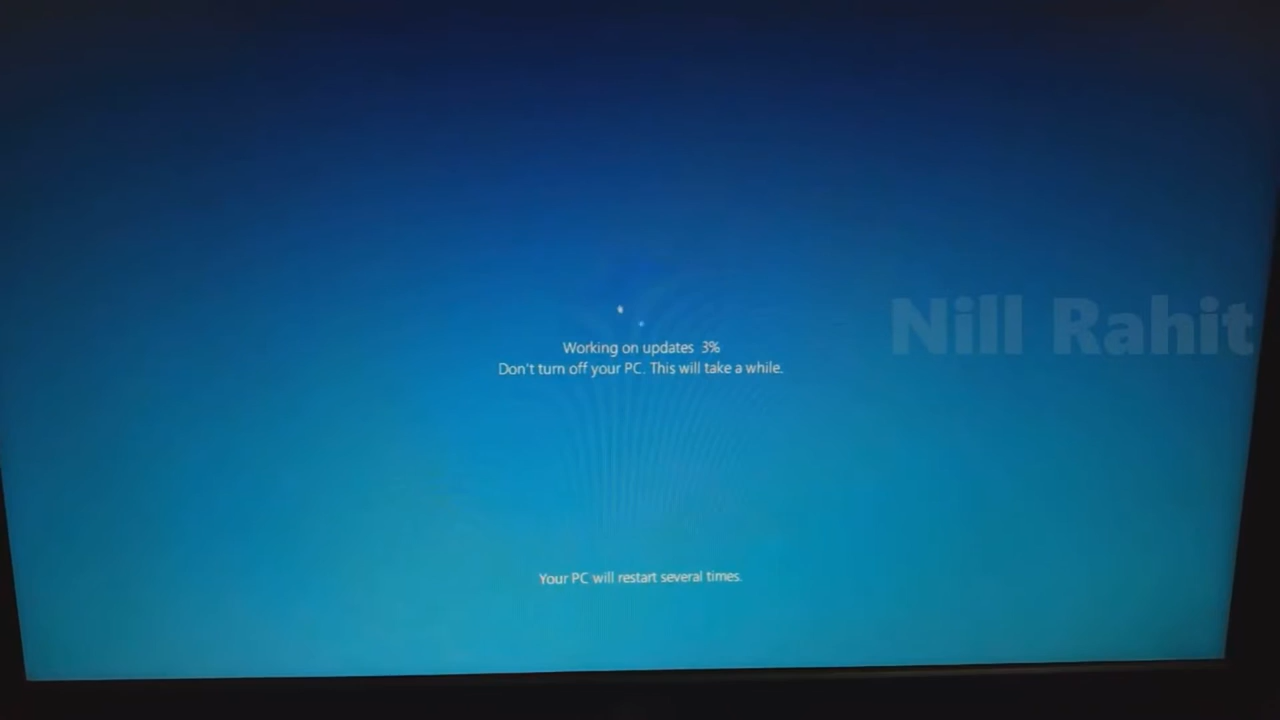 Nill Rahit
Working on updates 3%
Don't turn off your PC. This will take a while.
Your PC will restart several times.